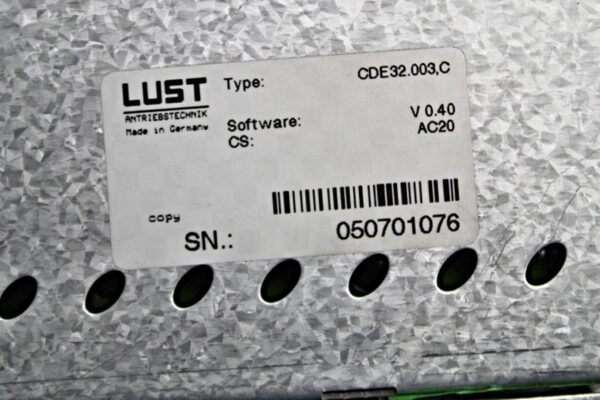 LUST
ANTRIEBSTECHNIK
Made in Germany
Type: CDE32.003,C
Software: V 0.40
CS: AC20
copy
SN.: 050701076